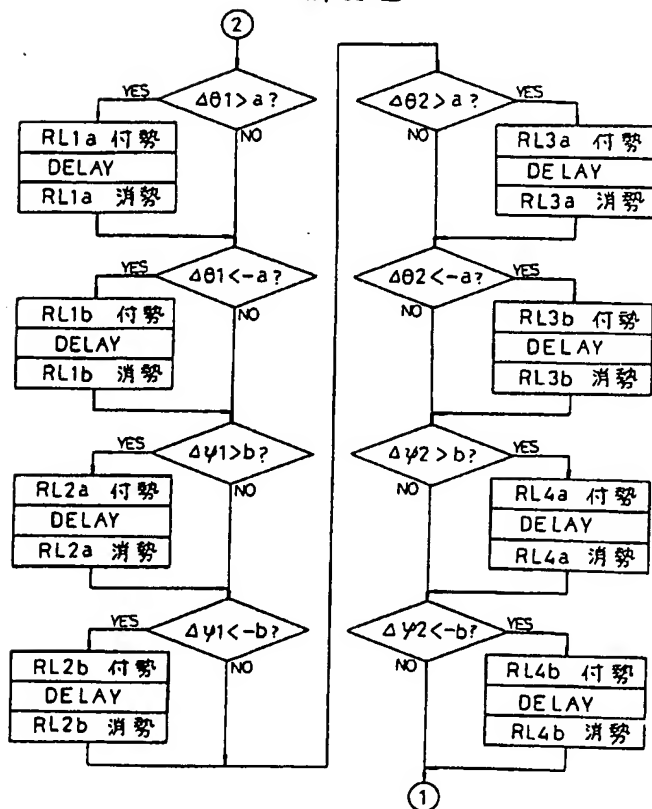 2
Δθ1>a?
YES
NO
RL1a 付勢
DELAY
RL1a 消勢
Δθ1<-a?
YES
NO
RL1b 付勢
DELAY
RL1b 消勢
Δψ1>b?
YES
NO
RL2a 付勢
DELAY
RL2a 消勢
Δψ1<-b?
YES
NO
RL2b 付勢
DELAY
RL2b 消勢
Δθ2>a?
YES
NO
RL3a 付勢
DELAY
RL3a 消勢
Δθ2<-a?
YES
NO
RL3b 付勢
DELAY
RL3b 消勢
Δψ2>b?
YES
NO
RL4a 付勢
DELAY
RL4a 消勢
Δψ2<-b?
YES
NO
RL4b 付勢
DELAY
RL4b 消勢
1